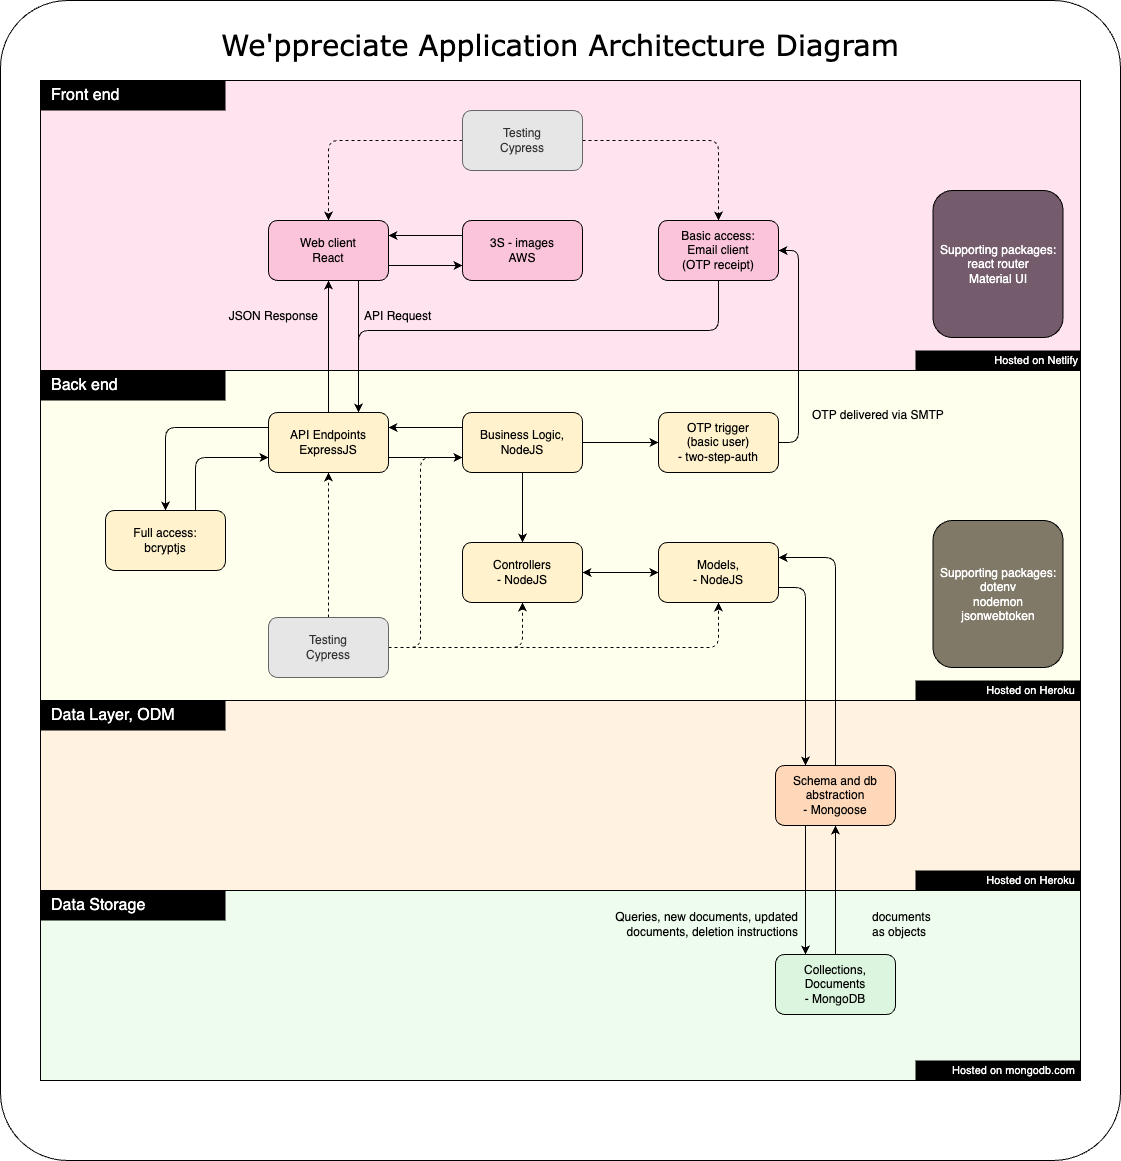 We'ppreciate Application Architecture Diagram
Front end
Testing
Cypress
Web client
React
3S - images
AWS
Basic access:
Email client
(OTP receipt)
Supporting packages:
react router
Material UI
JSON Response
API Request
Hosted on Netlify
Back end
OTP delivered via SMTP
API Endpoints
ExpressJS
Business Logic,
NodeJS
OTP trigger
(basic user)
- two-step-auth
Full access:
bcryptjs
Controllers
- NodeJS
Models,
- NodeJS
Supporting packages:
dotenv
nodemon
jsonwebtoken
Testing
Cypress
Hosted on Heroku
Data Layer, ODM
Schema and db
abstraction
- Mongoose
Hosted on Heroku
Data Storage
Queries, new documents, updated
documents, deletion instructions
documents
as objects
Collections,
Documents
- MongoDB
Hosted on mongodb.com